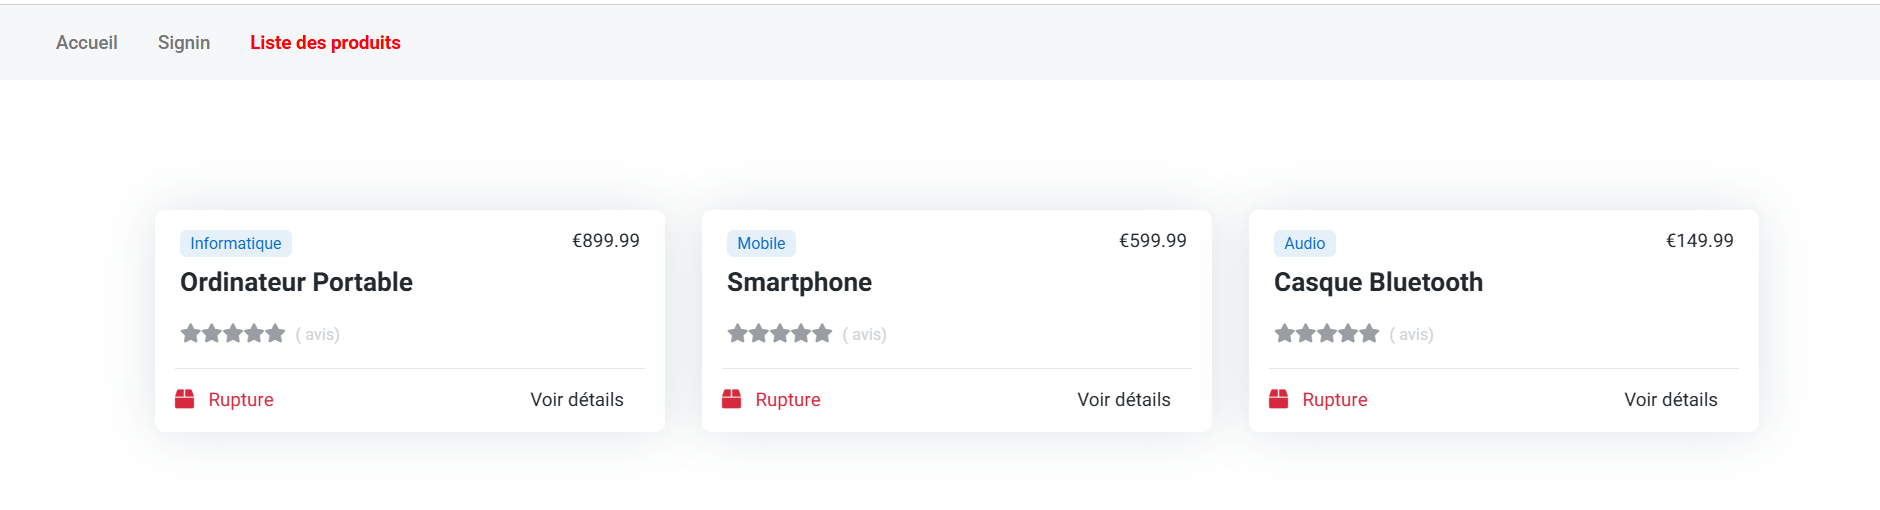 Accueil Signin Liste des produits
Informatique €899.99
Ordinateur Portable
( avis)
Rupture Voir détails
Mobile €599.99
Smartphone
( avis)
Rupture Voir détails
Audio €149.99
Casque Bluetooth
( avis)
Rupture Voir détails